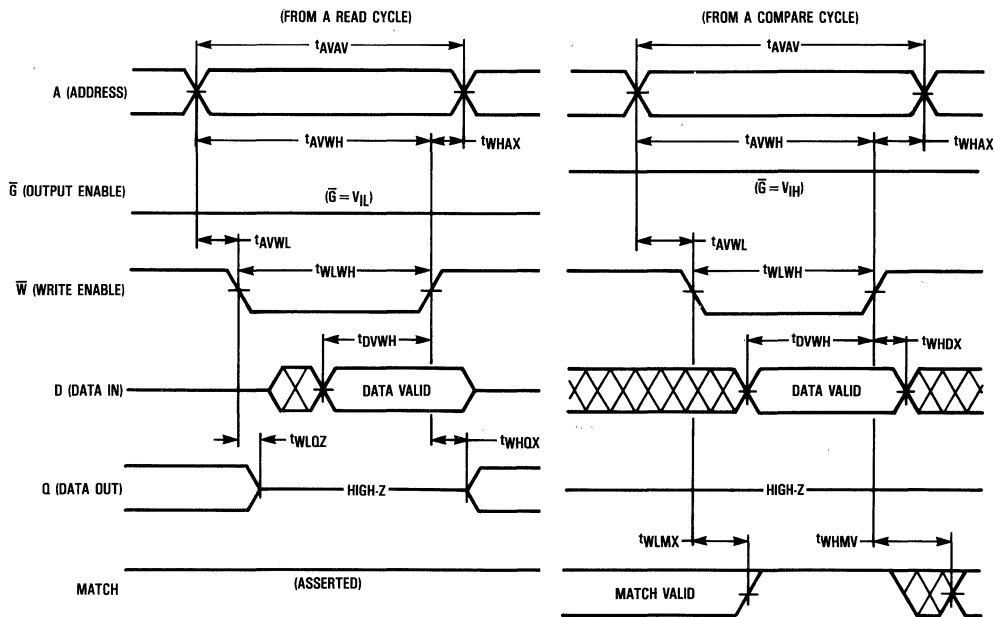 (FROM A READ CYCLE)
(FROM A COMPARE CYCLE)
tAVAV
tAVAV
A (ADDRESS)
tAVWH
tWHAX
tAVWH
tWHAX
G̅ (OUTPUT ENABLE)
(G̅ = VIL)
(G̅ = VIH)
tAVWL
tAVWL
W̅ (WRITE ENABLE)
tWLWH
tWLWH
tDVWH
tDVWH
tWHDX
D (DATA IN)
DATA VALID
DATA VALID
tWLQZ
tWHQX
Q (DATA OUT)
HIGH-Z
HIGH-Z
tWLMX
tWHMV
MATCH
(ASSERTED)
MATCH VALID